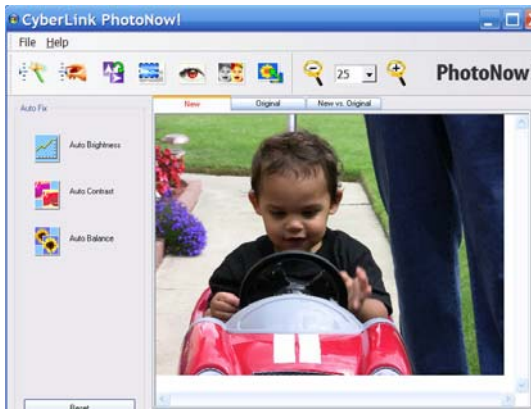 CyberLink PhotoNow!
File Help
25
PhotoNow
New Original New vs. Original
Auto Fix
Auto Brightness
Auto Contrast
Auto Balance
Reset